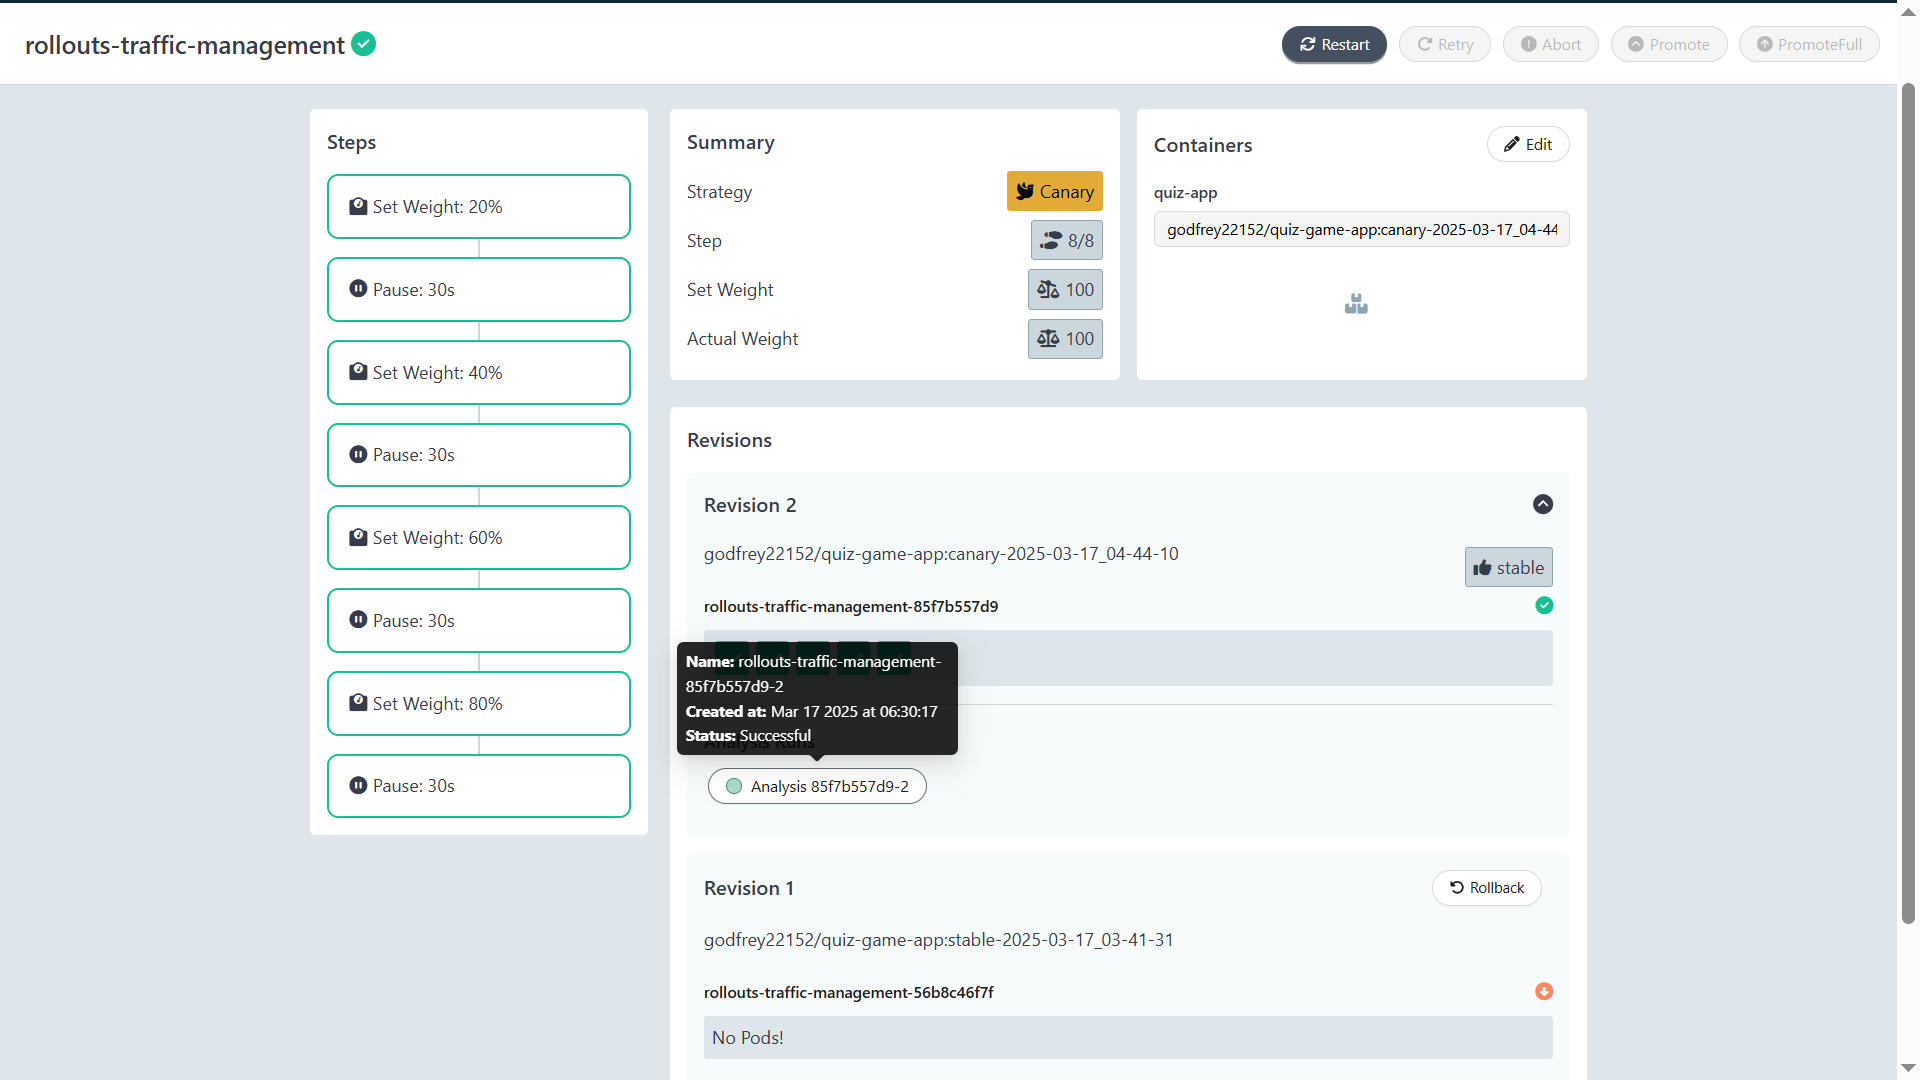 rollouts-traffic-management
Restart
Retry
Abort
Promote
PromoteFull
Steps
Set Weight: 20%
Pause: 30s
Set Weight: 40%
Pause: 30s
Set Weight: 60%
Pause: 30s
Set Weight: 80%
Pause: 30s
Summary
Strategy
Canary
Step
8/8
Set Weight
100
Actual Weight
100
Containers
Edit
quiz-app
godfrey22152/quiz-game-app:canary-2025-03-17_04-44
Revisions
Revision 2
godfrey22152/quiz-game-app:canary-2025-03-17_04-44-10
stable
rollouts-traffic-management-85f7b557d9
Name: rollouts-traffic-management-
85f7b557d9-2
Created at: Mar 17 2025 at 06:30:17
Status: Successful
Analysis Runs
Analysis 85f7b557d9-2
Revision 1
Rollback
godfrey22152/quiz-game-app:stable-2025-03-17_03-41-31
rollouts-traffic-management-56b8c46f7f
No Pods!